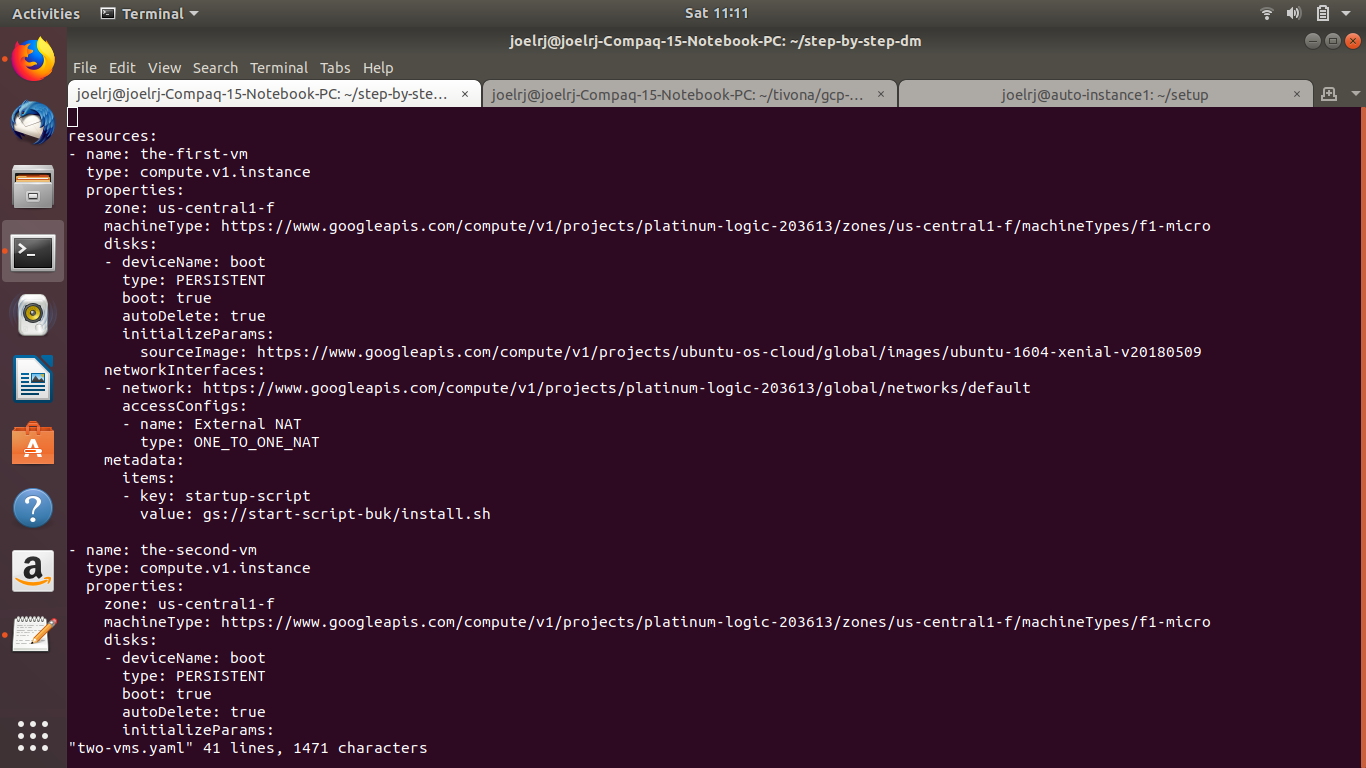 Activities
Terminal
Sat 11:11
joelrj@joelrj-Compaq-15-Notebook-PC: ~/step-by-step-dm
File Edit View Search Terminal Tabs Help
joelrj@joelrj-Compaq-15-Notebook-PC: ~/step-by-ste... ×
joelrj@joelrj-Compaq-15-Notebook-PC: ~/tivona/gcp-... ×
joelrj@auto-instance1: ~/setup ×
resources:
- name: the-first-vm
  type: compute.v1.instance
  properties:
    zone: us-central1-f
    machineType: https://www.googleapis.com/compute/v1/projects/platinum-logic-203613/zones/us-central1-f/machineTypes/f1-micro
    disks:
    - deviceName: boot
      type: PERSISTENT
      boot: true
      autoDelete: true
      initializeParams:
        sourceImage: https://www.googleapis.com/compute/v1/projects/ubuntu-os-cloud/global/images/ubuntu-1604-xenial-v20180509
    networkInterfaces:
    - network: https://www.googleapis.com/compute/v1/projects/platinum-logic-203613/global/networks/default
      accessConfigs:
      - name: External NAT
        type: ONE_TO_ONE_NAT
    metadata:
      items:
      - key: startup-script
        value: gs://start-script-buk/install.sh
- name: the-second-vm
  type: compute.v1.instance
  properties:
    zone: us-central1-f
    machineType: https://www.googleapis.com/compute/v1/projects/platinum-logic-203613/zones/us-central1-f/machineTypes/f1-micro
    disks:
    - deviceName: boot
      type: PERSISTENT
      boot: true
      autoDelete: true
      initializeParams:
"two-vms.yaml" 41 lines, 1471 characters